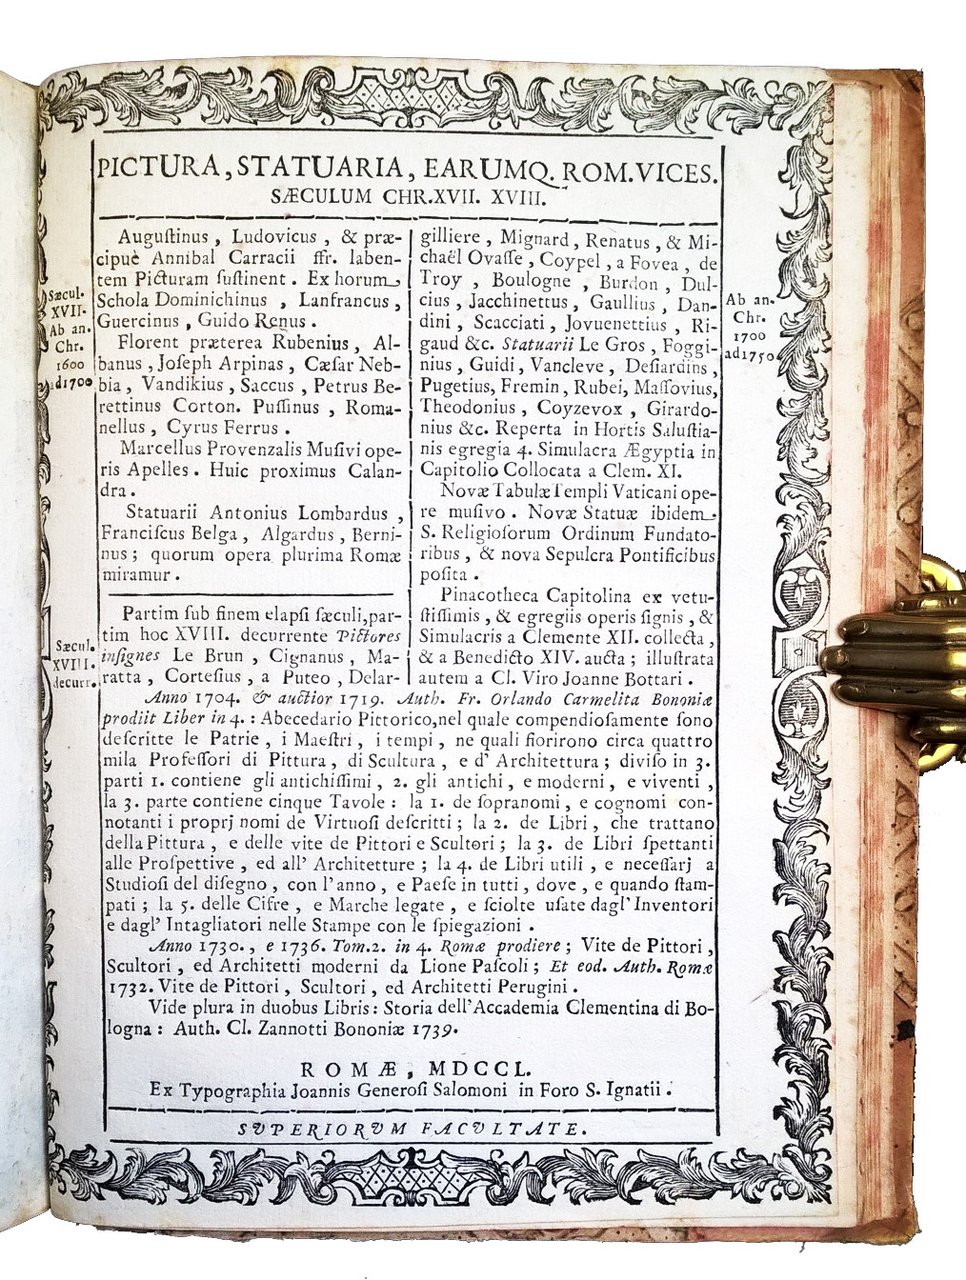 PICTURA, STATUARIA, EARUMQ. ROM. VICES.
SÆCULUM CHR. XVII. XVIII.
Sæcul.
XVII.
Ab an.
Chr.
1600
ad 1700
Auguſtinus, Ludovicus, & præ-
cipuè Annibal Carracii ffr. laben-
tem Picturam ſuſtinent. Ex horum
Schola Dominichinus, Lanfrancus,
Guercinus, Guido Renus.
Florent præterea Rubenius, Al-
banus, Joſeph Arpinas, Cæſar Neb-
bia, Vandikius, Saccus, Petrus Be-
rettinus Corton. Puſſinus, Roma-
nellus, Cyrus Ferrus.
Marcellus Provenzalis Muſivi ope-
ris Apelles. Huic proximus Calan-
dra.
Statuarii Antonius Lombardus,
Franciſcus Belga, Algardus, Berni-
nus; quorum opera plurima Romæ
miramur.
Sæcul.
XVIII.
decurr.
Partim ſub finem elapſi ſæculi, par-
tim hoc XVIII. decurrente Pictores
inſignes Le Brun, Cignanus, Ma-
ratta, Corteſius, a Puteo, Delar-
gilliere, Mignard, Renatus, & Mi-
chaël Ovaſſe, Coypel, a Fovea, de
Troy, Boulogne, Burdon, Dul-
cius, Jacchinettus, Gaullius, Dan-
dini, Scacciati, Jovuenettius, Ri-
gaud &c. Statuarii Le Gros, Foggi-
nius, Guidi, Vancleve, Deſiardins,
Pugetius, Fremin, Rubei, Maſſovius,
Theodonius, Coyzevox, Girardo-
nius &c. Reperta in Hortis Saluſtia-
nis egregia 4. Simulacra Ægyptia in
Capitolio Collocata a Clem. XI.
Novæ Tabulæ Templi Vaticani ope-
re muſivo. Novæ Statuæ ibidem
S. Religioſorum Ordinum Fundato-
ribus, & nova Sepulcra Pontificibus
poſita.
Pinacotheca Capitolina ex vetu-
ſtiſſimis, & egregiis operis ſignis, &
Simulacris a Clemente XII. collecta,
& a Benedicto XIV. aucta; illuſtrata
autem a Cl. Viro Joanne Bottari.
Ab an.
Chr.
1700
ad 1750
Anno 1704. & auctior 1719. Auth. Fr. Orlando Carmelita Bononiæ
prodiit Liber in 4.: Abecedario Pittorico, nel quale compendioſamente ſono
deſcritte le Patrie, i Maeſtri, i tempi, ne quali fiorirono circa quattro
mila Profeſſori di Pittura, di Scultura, e d' Architettura; diviſo in 3.
parti 1. contiene gli antichiſſimi, 2. gli antichi, e moderni, e viventi,
la 3. parte contiene cinque Tavole: la 1. de ſopranomi, e cognomi con-
notanti i proprj nomi de Virtuoſi deſcritti; la 2. de Libri, che trattano
della Pittura, e delle vite de Pittori e Scultori; la 3. de Libri ſpettanti
alle Proſpettive, ed all' Architetture; la 4. de Libri utili, e neceſſarj a
Studioſi del diſegno, con l'anno, e Paeſe in tutti, dove, e quando ſtam-
pati; la 5. delle Cifre, e Marche legate, e ſciolte uſate dagl' Inventori
e dagl' Intagliatori nelle Stampe con le ſpiegazioni.
Anno 1730., e 1736. Tom. 2. in 4. Romæ prodiere; Vite de Pittori,
Scultori, ed Architetti moderni da Lione Paſcoli; Et eod. Auth. Romæ
1732. Vite de Pittori, Scultori, ed Architetti Perugini.
Vide plura in duobus Libris: Storia dell'Accademia Clementina di Bo-
logna: Auth. Cl. Zannotti Bononiæ 1739.
ROMÆ, MDCCL.
Ex Typographia Joannis Generoſi Salomoni in Foro S. Ignatii.
SUPERIORUM FACULTATE.